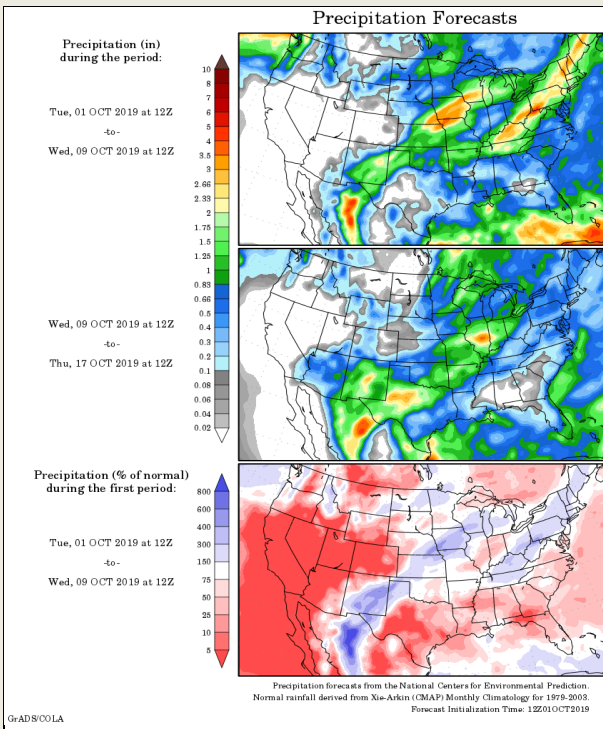 Precipitation Forecasts
Precipitation (in)
during the period:
Tue, 01 OCT 2019 at 12Z
-to-
Wed, 09 OCT 2019 at 12Z
10
8
7
6
5
4
3.5
3
2.66
2.33
2
1.75
1.5
1.25
1
0.83
0.66
0.5
0.4
0.3
0.2
0.1
0.08
0.06
0.04
0.02
Wed, 09 OCT 2019 at 12Z
-to-
Thu, 17 OCT 2019 at 12Z
Precipitation (% of normal)
during the first period:
Tue, 01 OCT 2019 at 12Z
-to-
Wed, 09 OCT 2019 at 12Z
800
600
400
300
150
75
50
25
10
5
Precipitation forecasts from the National Centers for Environmental Prediction.
Normal rainfall derived from Xie-Arkin (CMAP) Monthly Climatology for 1979-2003.
Forecast Initialization Time: 12Z01OCT2019
GrADS/COLA